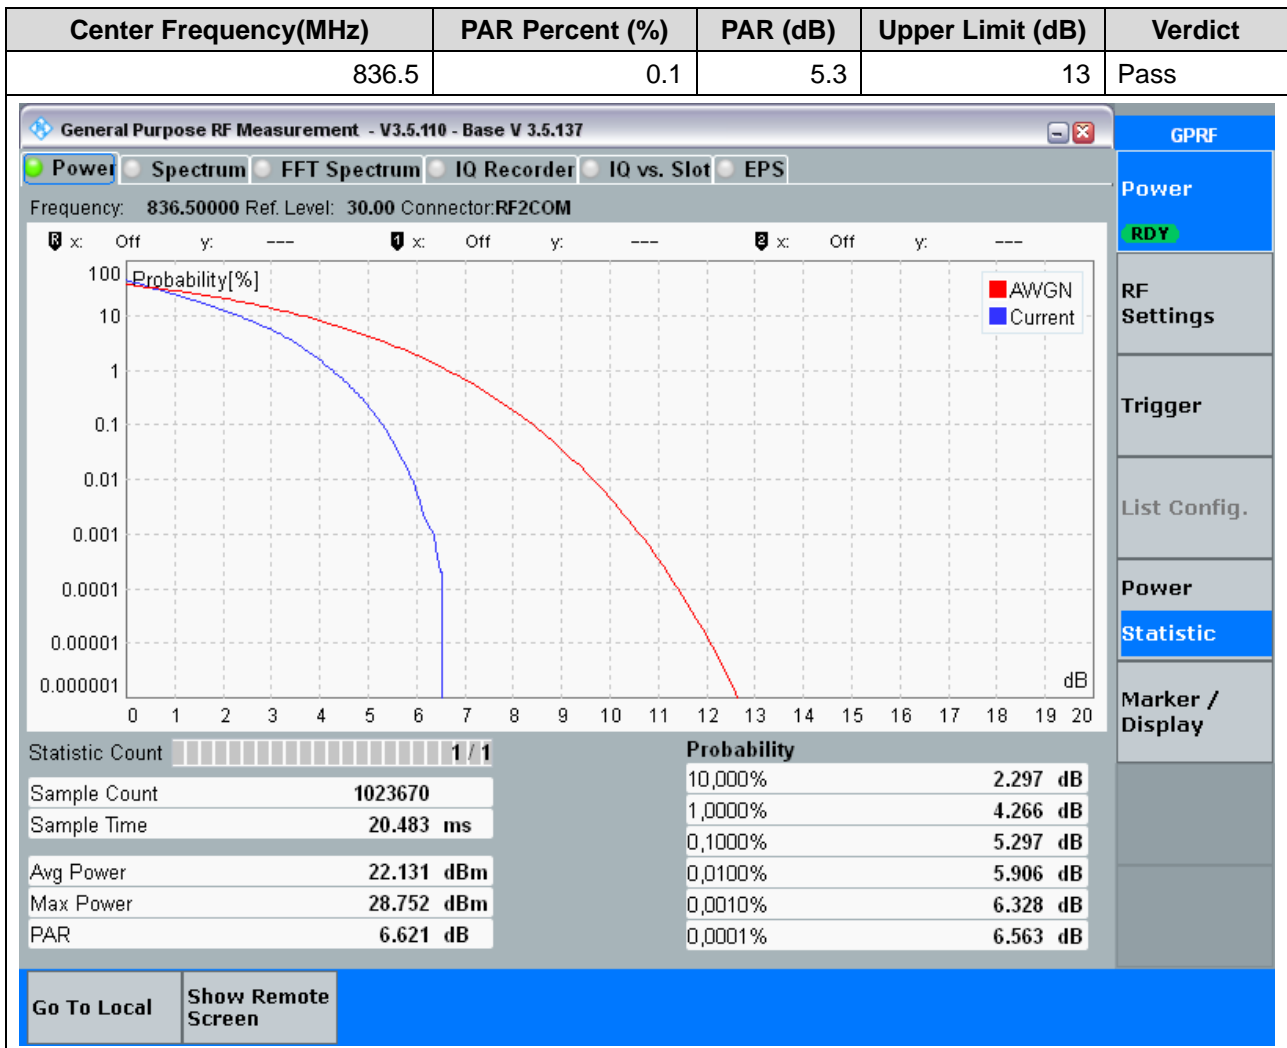 Center Frequency(MHz) PAR Percent (%) PAR (dB) Upper Limit (dB) Verdict
836.5 0.1 5.3 13 Pass
General Purpose RF Measurement - V3.5.110 - Base V 3.5.137
GPRF
Power Spectrum FFT Spectrum IQ Recorder IQ vs. Slot EPS
Frequency: 836.50000 Ref. Level: 30.00 Connector:RF2COM
R x: Off y: --- 1 x: Off y: --- 2 x: Off y: ---
Probability[%]
100
10
1
0.1
0.01
0.001
0.0001
0.00001
0.000001
AWGN
Current
dB
0 1 2 3 4 5 6 7 8 9 10 11 12 13 14 15 16 17 18 19 20
Statistic Count 1 / 1
Sample Count 1023670
Sample Time 20.483 ms
Avg Power 22.131 dBm
Max Power 28.752 dBm
PAR 6.621 dB
Probability
10,000% 2.297 dB
1,0000% 4.266 dB
0,1000% 5.297 dB
0,0100% 5.906 dB
0,0010% 6.328 dB
0,0001% 6.563 dB
Power
RDY
RF
Settings
Trigger
List Config.
Power
Statistic
Marker /
Display
Go To Local
Show Remote
Screen